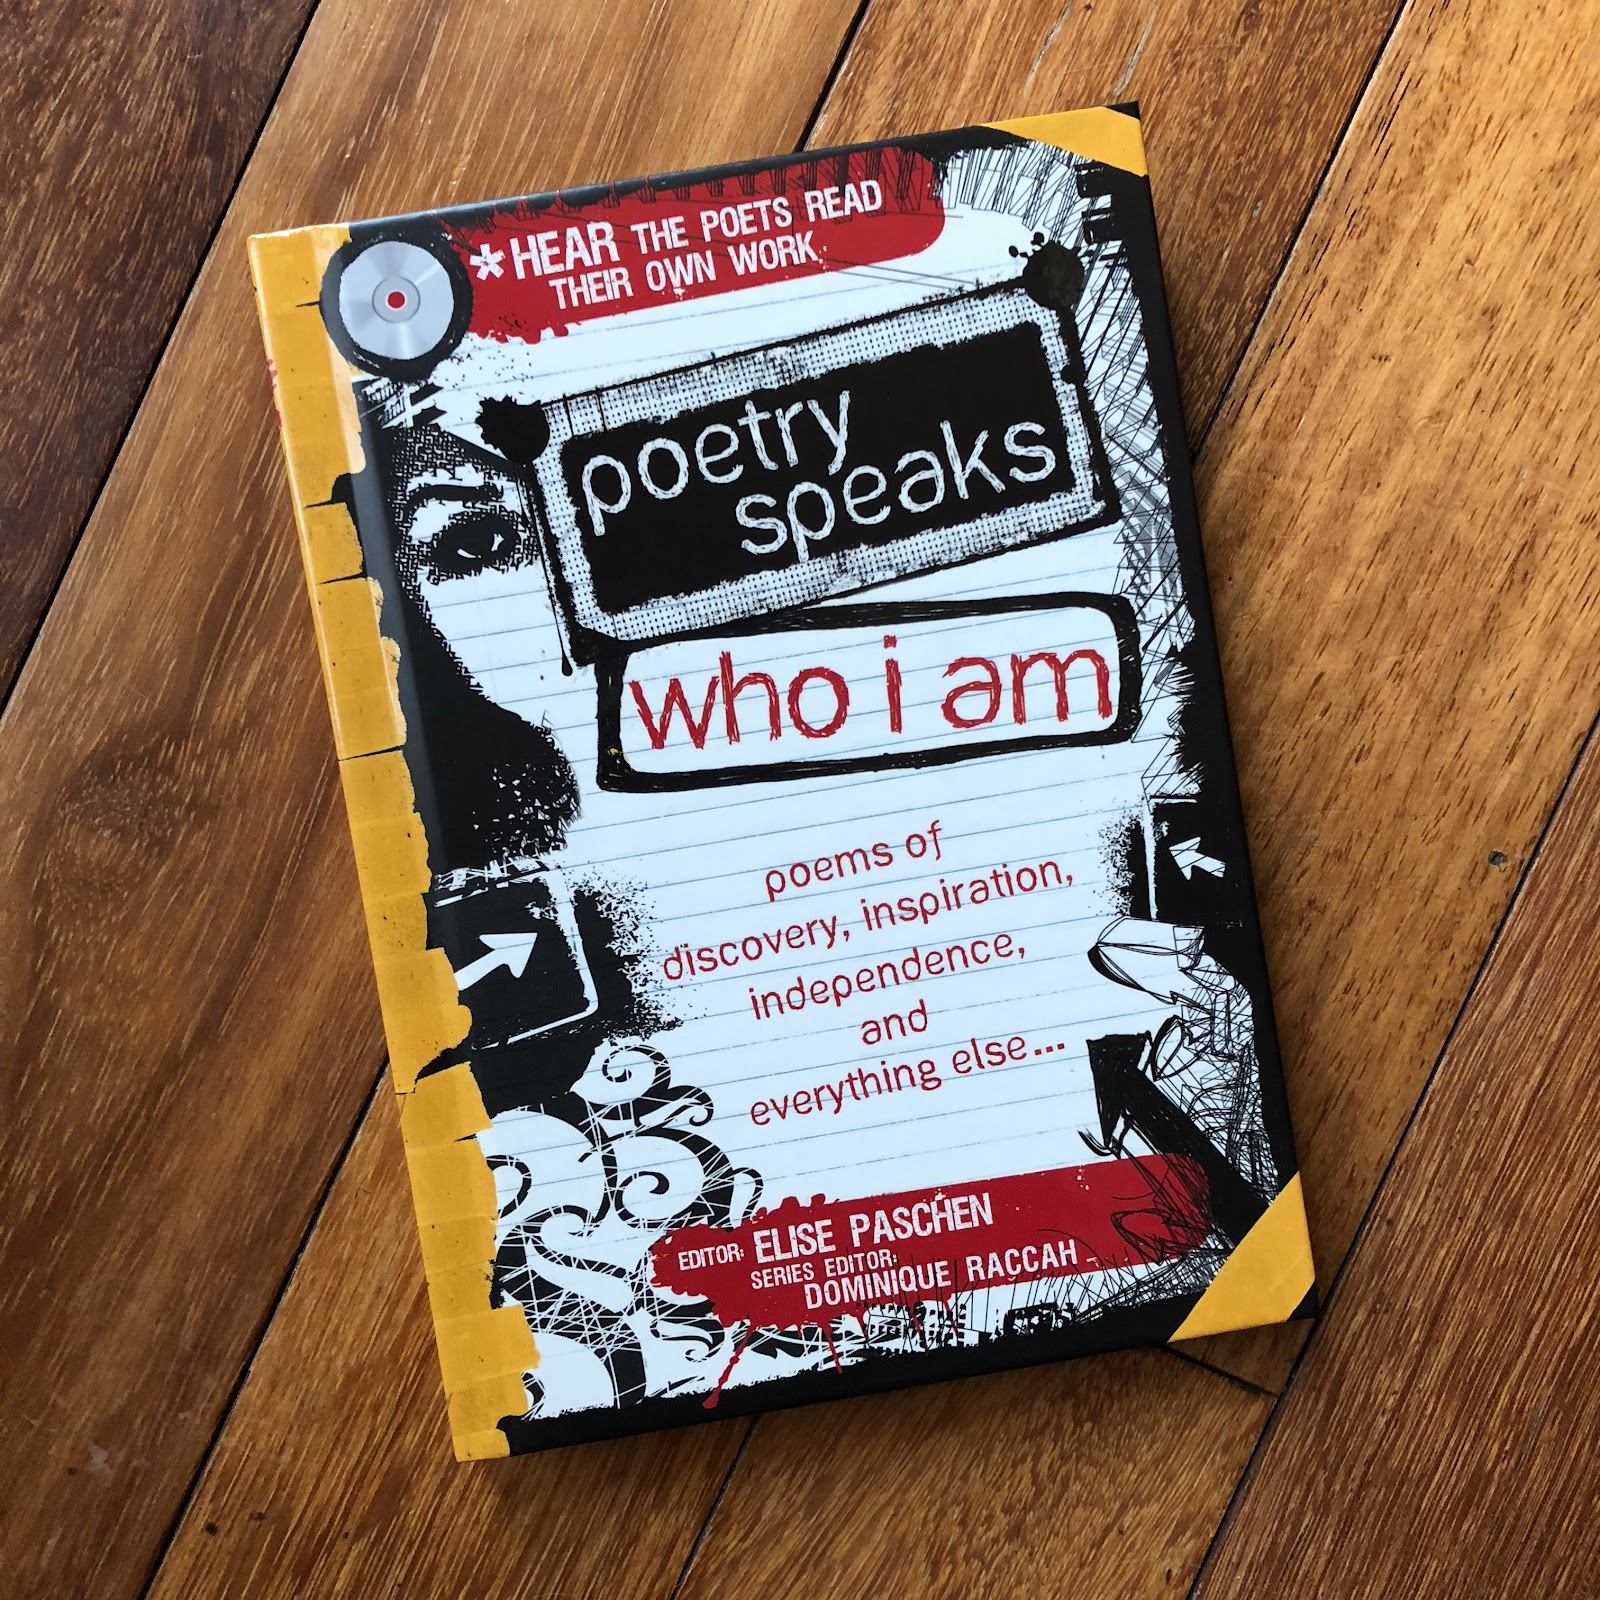 *HEAR THE POETS READ
THEIR OWN WORK
poetry
speaks
who i am
poems of
discovery, inspiration,
independence,
and
everything else...
EDITOR: ELISE PASCHEN
SERIES EDITOR:
DOMINIQUE RACCAH